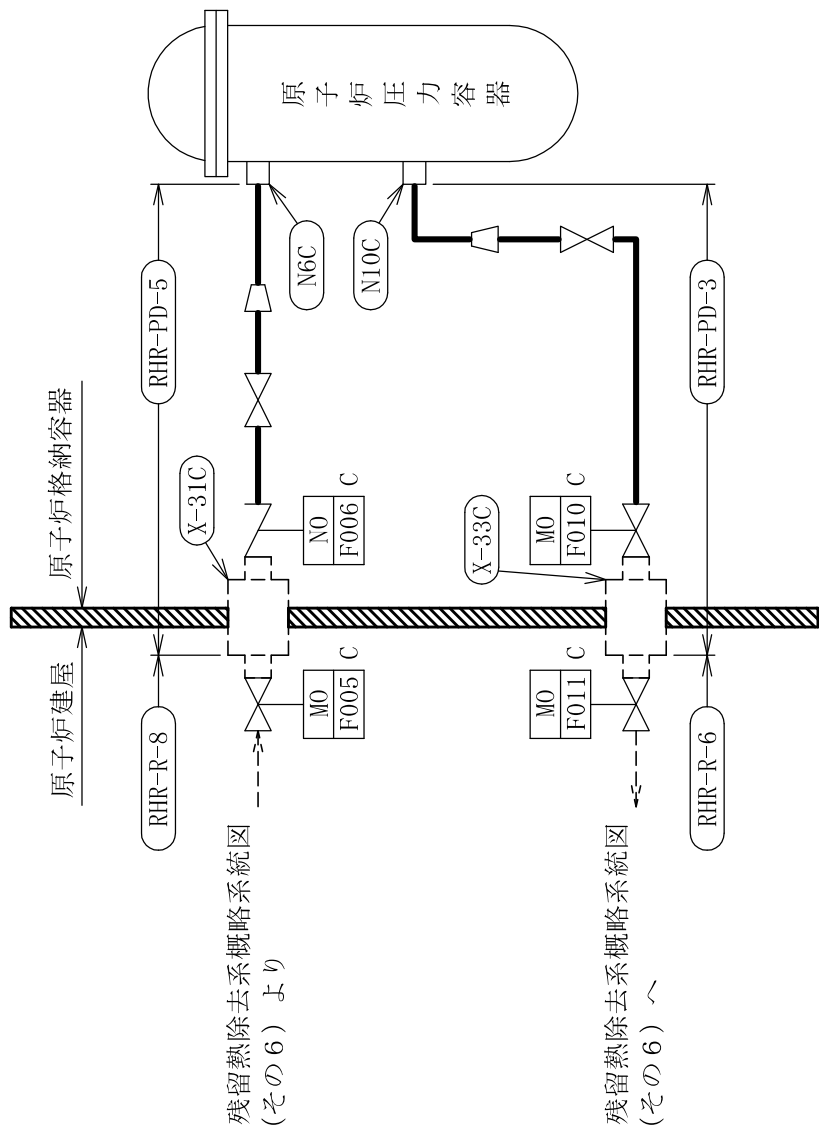 原子炉建屋
原子炉格納容器
RHR-R-8
RHR-PD-5
残留熱除去系概略系統図
(その6) より
X-31C
N6C
MO
F005
C
NO
F006
C
N10C
原子炉圧力容器
X-33C
MO
F011
C
MO
F010
C
残留熱除去系概略系統図
(その6) へ
RHR-R-6
RHR-PD-3